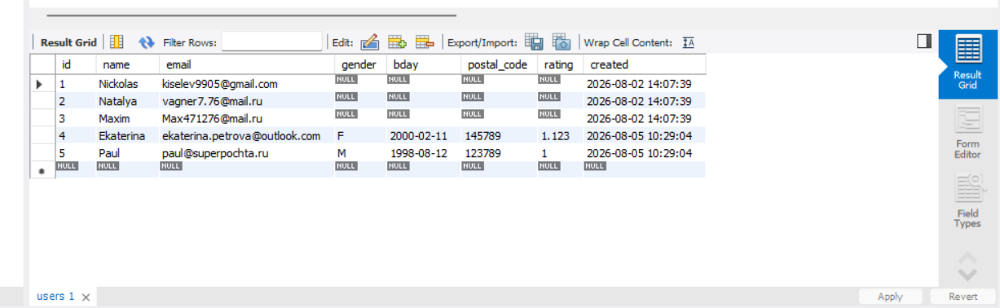 Result Grid Filter Rows: Edit: Export/Import: Wrap Cell Content: IA
id name email gender bday postal_code rating created
1 Nickolas kiselev9905@gmail.com NULL NULL NULL NULL 2026-08-02 14:07:39
2 Natalya vagner7.76@mail.ru NULL NULL NULL NULL 2026-08-02 14:07:39
3 Maxim Max471276@mail.ru NULL NULL NULL NULL 2026-08-02 14:07:39
4 Ekaterina ekaterina.petrova@outlook.com F 2000-02-11 145789 1.123 2026-08-05 10:29:04
5 Paul paul@superpochta.ru M 1998-08-12 123789 1 2026-08-05 10:29:04
NULL NULL NULL NULL NULL NULL NULL NULL
Result
Grid
Form
Editor
Field
Types
users 1
Apply Revert